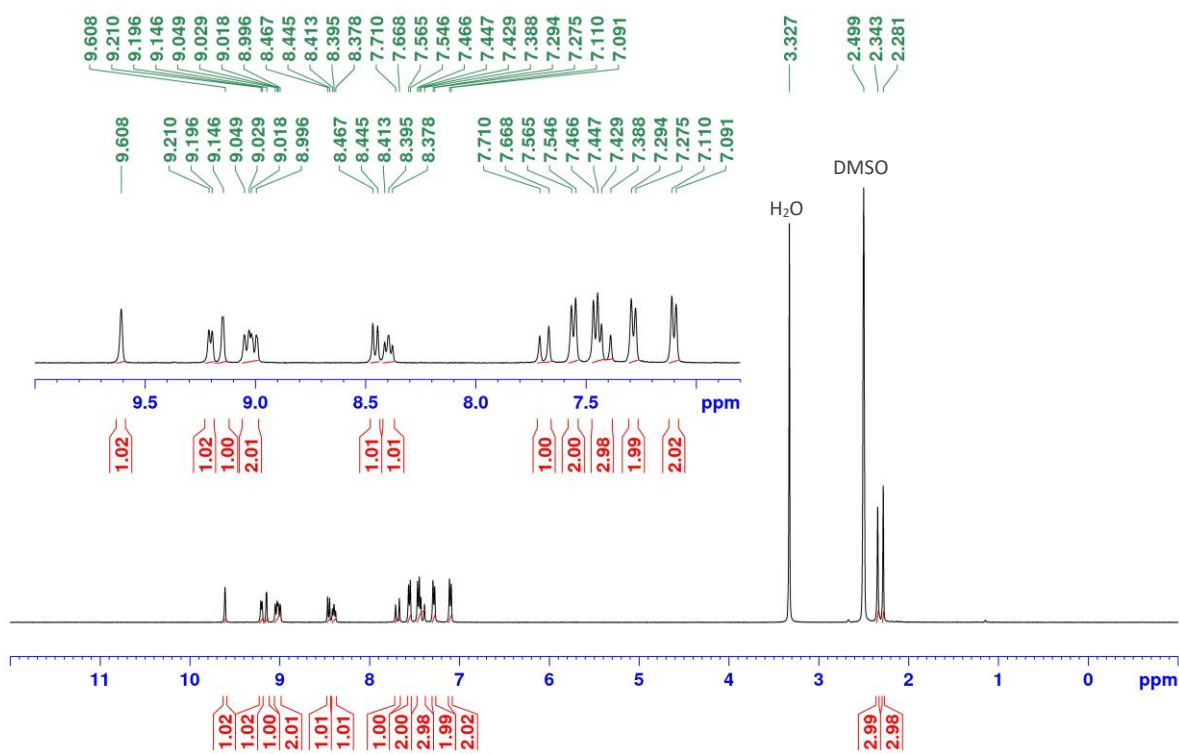 9.608 9.210 9.196 9.146 9.049 9.029 9.018 8.996 8.467 8.445 8.413 8.395 8.378 7.710 7.668 7.565 7.546 7.466 7.447 7.429 7.388 7.294 7.275 7.110 7.091 3.327 2.499 2.343 2.281
9.608 9.210 9.196 9.146 9.049 9.029 9.018 8.996 8.467 8.445 8.413 8.395 8.378 7.710 7.668 7.565 7.546 7.466 7.447 7.429 7.388 7.294 7.275 7.110 7.091
DMSO
H₂O
9.5 9.0 8.5 8.0 7.5 ppm
1.02 1.02 1.00 2.01 1.01 1.01 1.00 2.00 2.98 1.99 2.02
11 10 9 8 7 6 5 4 3 2 1 0 ppm
1.02 1.02 1.00 2.01 1.01 1.01 1.00 2.00 2.98 1.99 2.02 2.99 2.98